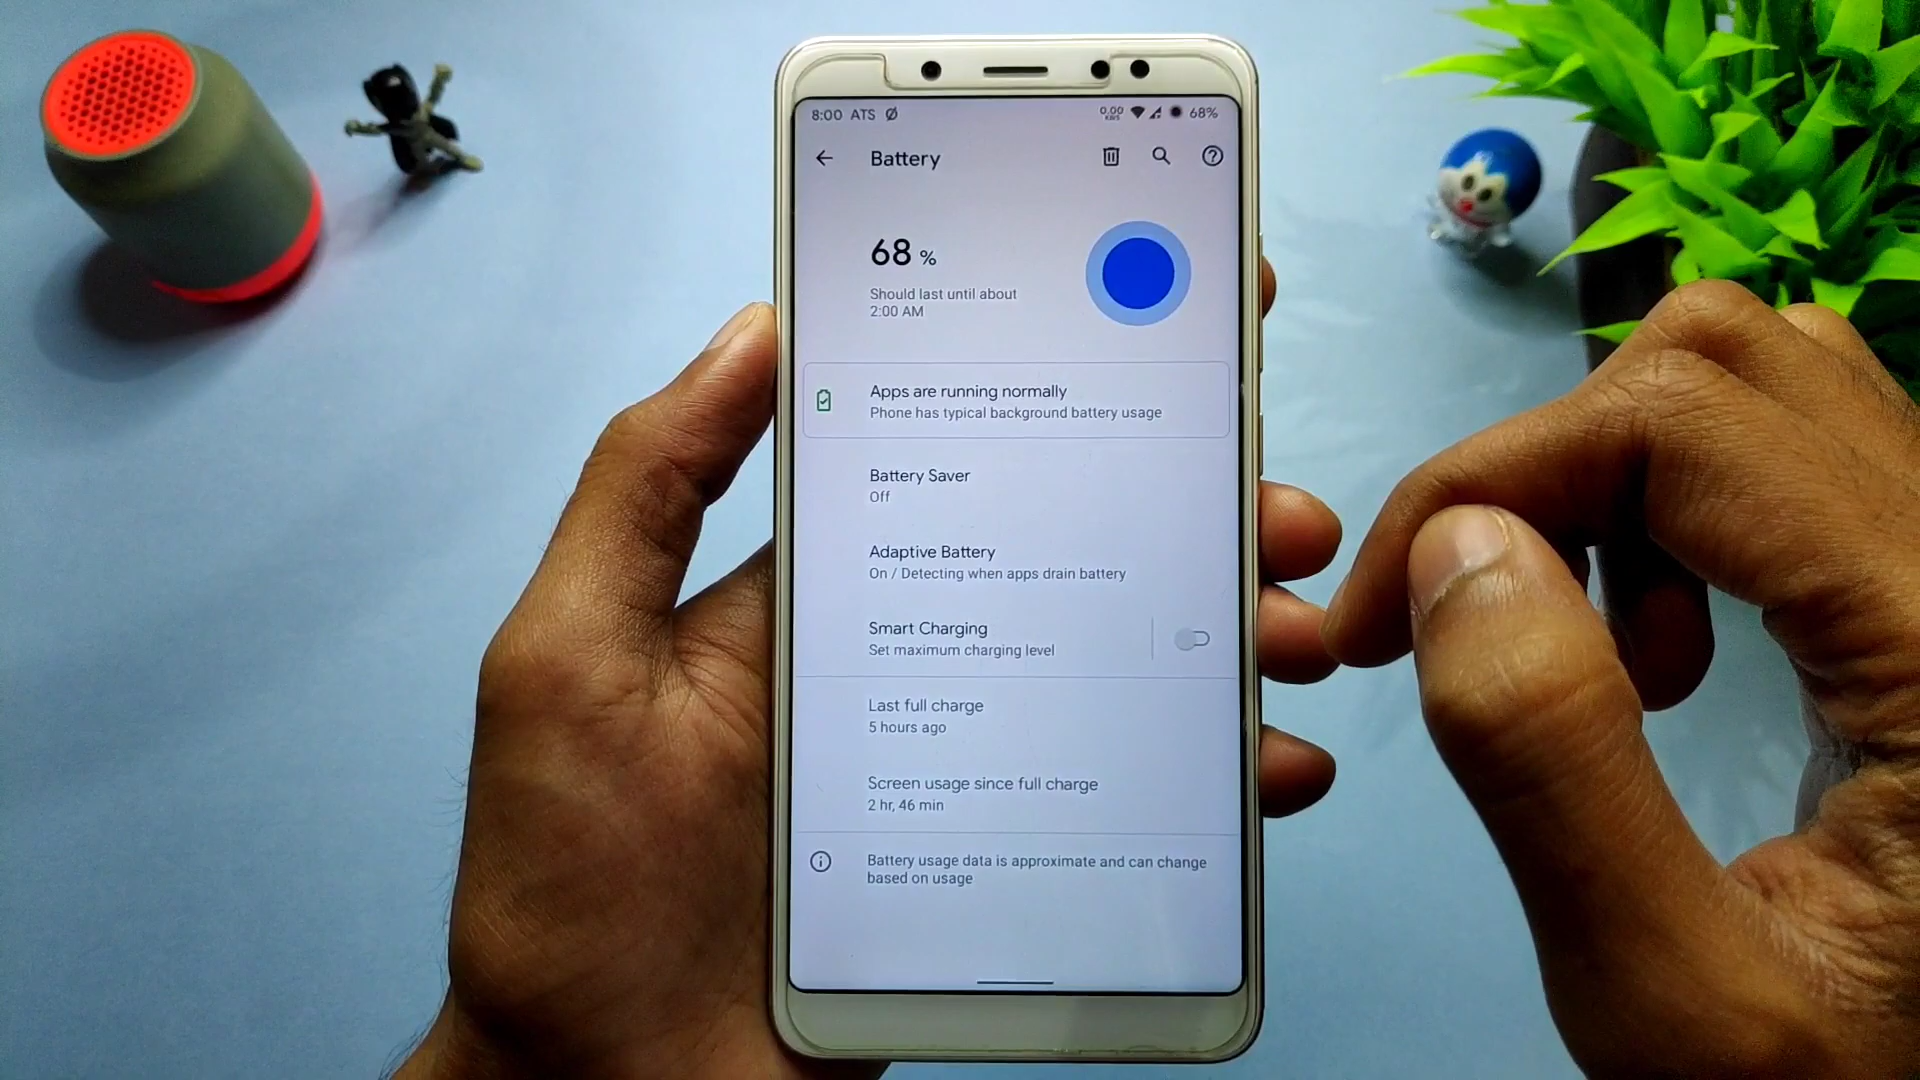 8:00 ATS 0.00 KB/S 68%
Battery
68 %
Should last until about
2:00 AM
Apps are running normally
Phone has typical background battery usage
Battery Saver
Off
Adaptive Battery
On / Detecting when apps drain battery
Smart Charging
Set maximum charging level
Last full charge
5 hours ago
Screen usage since full charge
2 hr, 46 min
Battery usage data is approximate and can change
based on usage